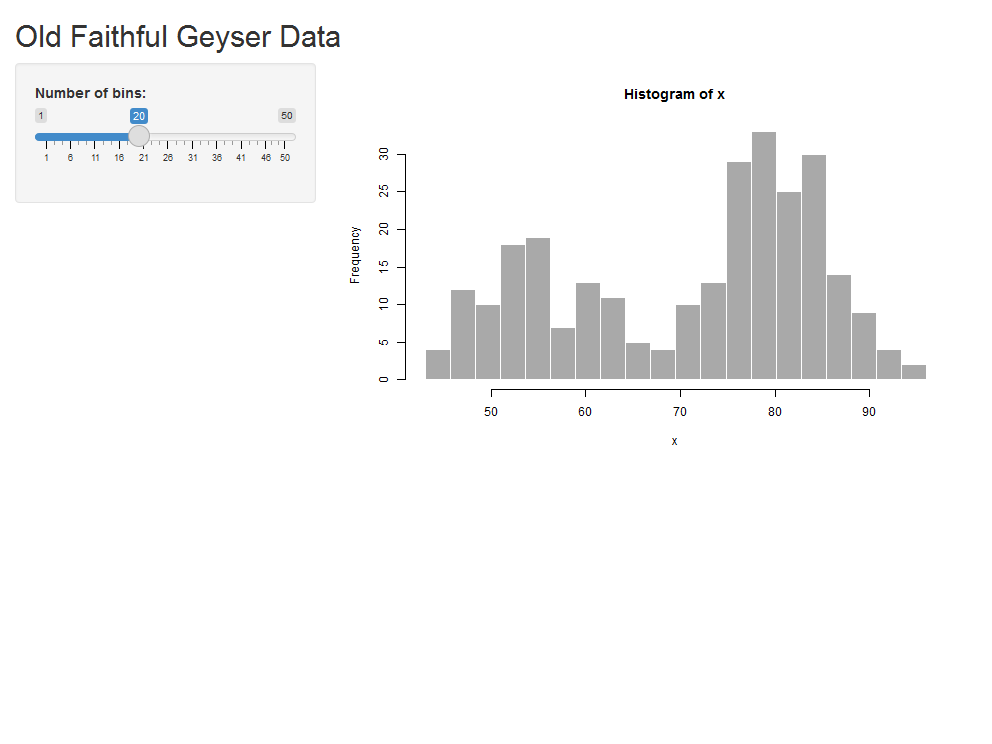 Old Faithful Geyser Data
Number of bins:
1 20 50
1 6 11 16 21 26 31 36 41 46 50
Histogram of x
Frequency
30
25
20
15
10
5
0
50 60 70 80 90
x